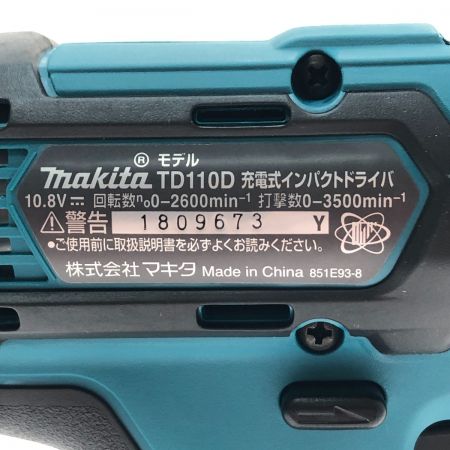 ® モデル
makita TD110D 充電式インパクトドライバ
10.8V⎓ 回転数n₀0-2600min⁻¹ 打撃数0-3500min⁻¹
⚠警告 1809673 Y
●ご使用前に取扱説明書を必ずよくお読みください。
株式会社マキタ Made in China 851E93-8